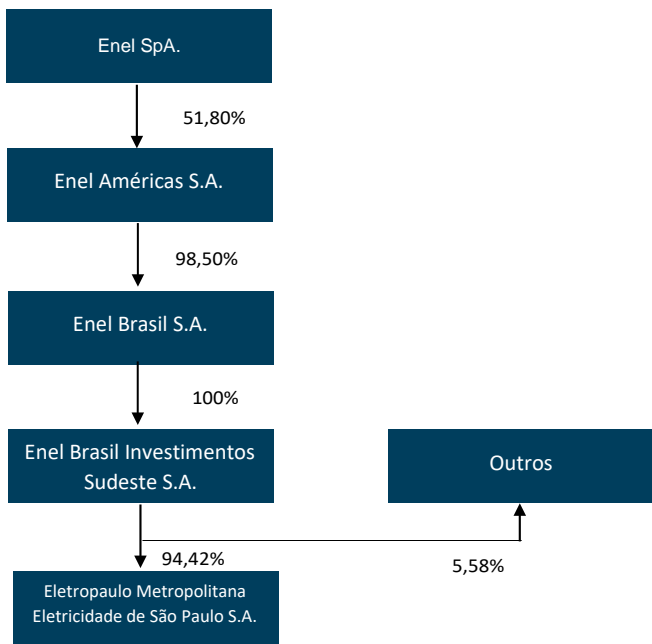 Enel SpA.
51,80%
Enel Américas S.A.
98,50%
Enel Brasil S.A.
100%
Enel Brasil Investimentos
Sudeste S.A.
Outros
94,42%
5,58%
Eletropaulo Metropolitana
Eletricidade de São Paulo S.A.